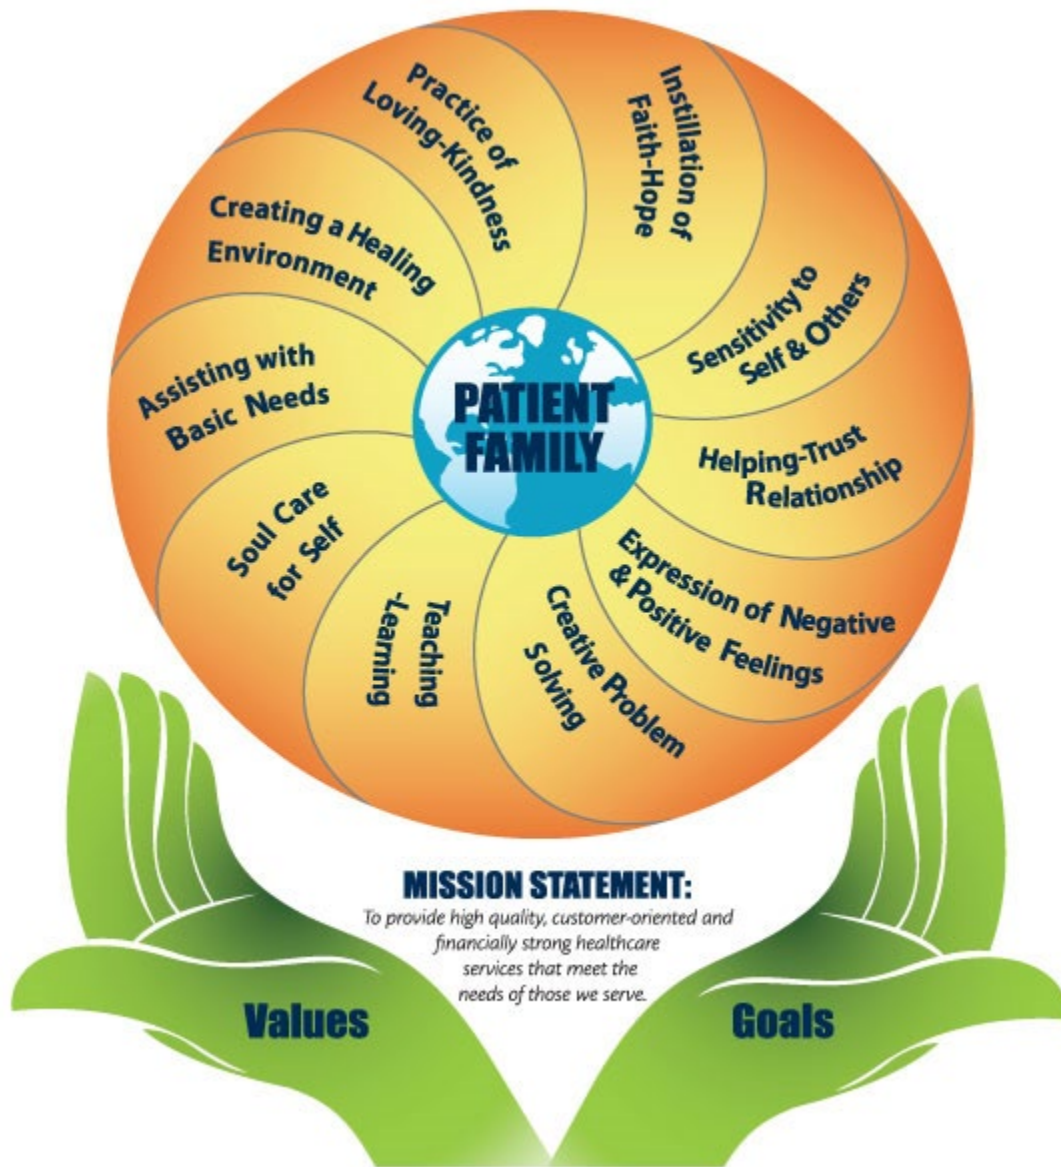 Practice of
Loving-Kindness
Instillation of
Faith-Hope
Creating a Healing
Environment
Sensitivity to
Self & Others
Assisting with
Basic Needs
PATIENT
FAMILY
Helping-Trust
Relationship
Soul Care
for Self
Expression of Negative
& Positive Feelings
Teaching
-Learning
Creative Problem
Solving
MISSION STATEMENT:
To provide high quality, customer-oriented and
financially strong healthcare
services that meet the
needs of those we serve.
Values
Goals